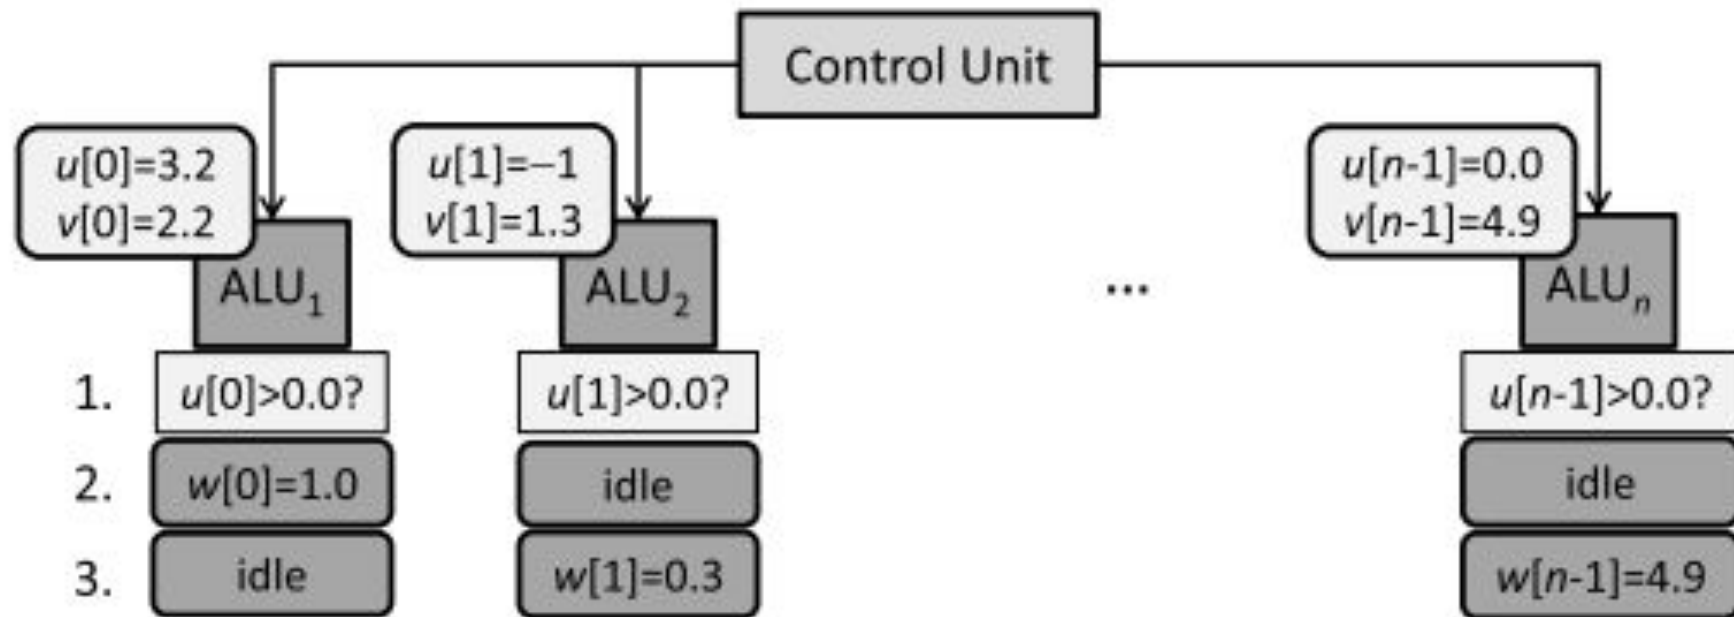 Control Unit
u[0]=3.2
v[0]=2.2
ALU1
u[1]=–1
v[1]=1.3
ALU2
...
u[n-1]=0.0
v[n-1]=4.9
ALUn
1. u[0]>0.0? u[1]>0.0? u[n-1]>0.0?
2. w[0]=1.0 idle idle
3. idle w[1]=0.3 w[n-1]=4.9